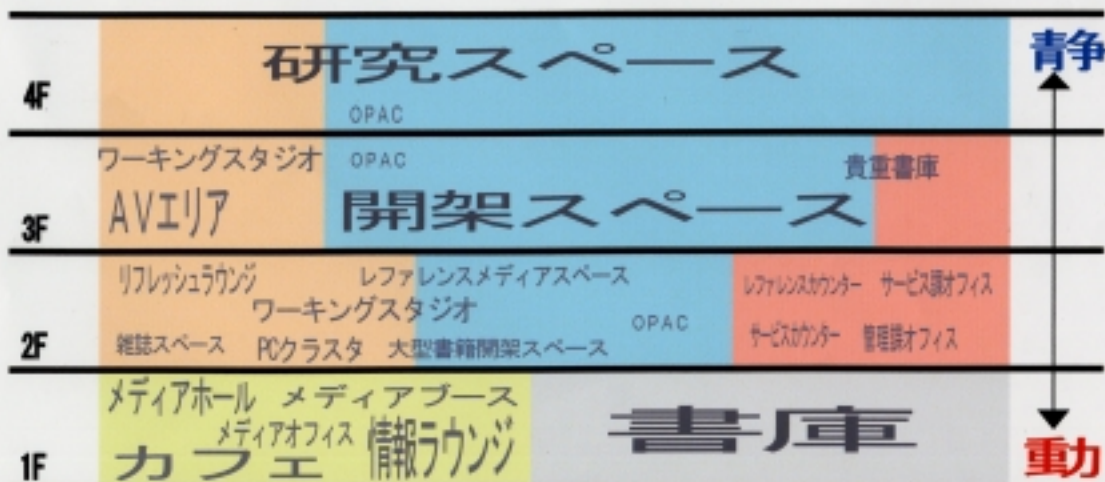 4F 研究スペース 静
OPAC
ワーキングスタジオ OPAC 貴重書庫
3F AVエリア 開架スペース
リフレッシュラウンジ レファレンスメディアスペース レファレンスカウンター サービス課オフィス
ワーキングスタジオ OPAC
2F 雑誌スペース PCクラスタ 大型書籍開架スペース サービスカウンター 管理課オフィス
メディアホール メディアブース
メディアオフィス 情報ラウンジ 書庫
1F カフェ 動